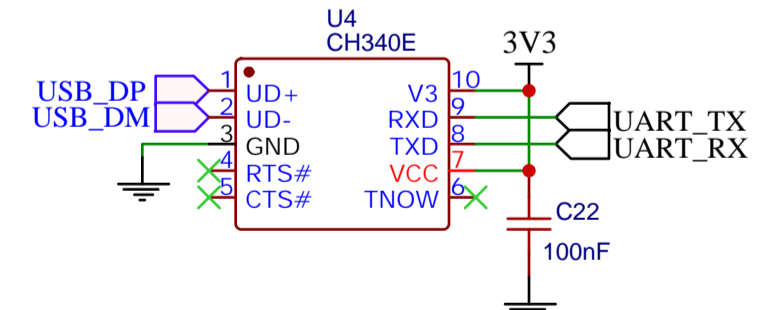 U4
CH340E
3V3
USB_DP
USB_DM
1 UD+ V3 10
2 UD- RXD 9 UART_TX
3 GND TXD 8 UART_RX
4 RTS# VCC 7
5 CTS# TNOW 6
C22
100nF